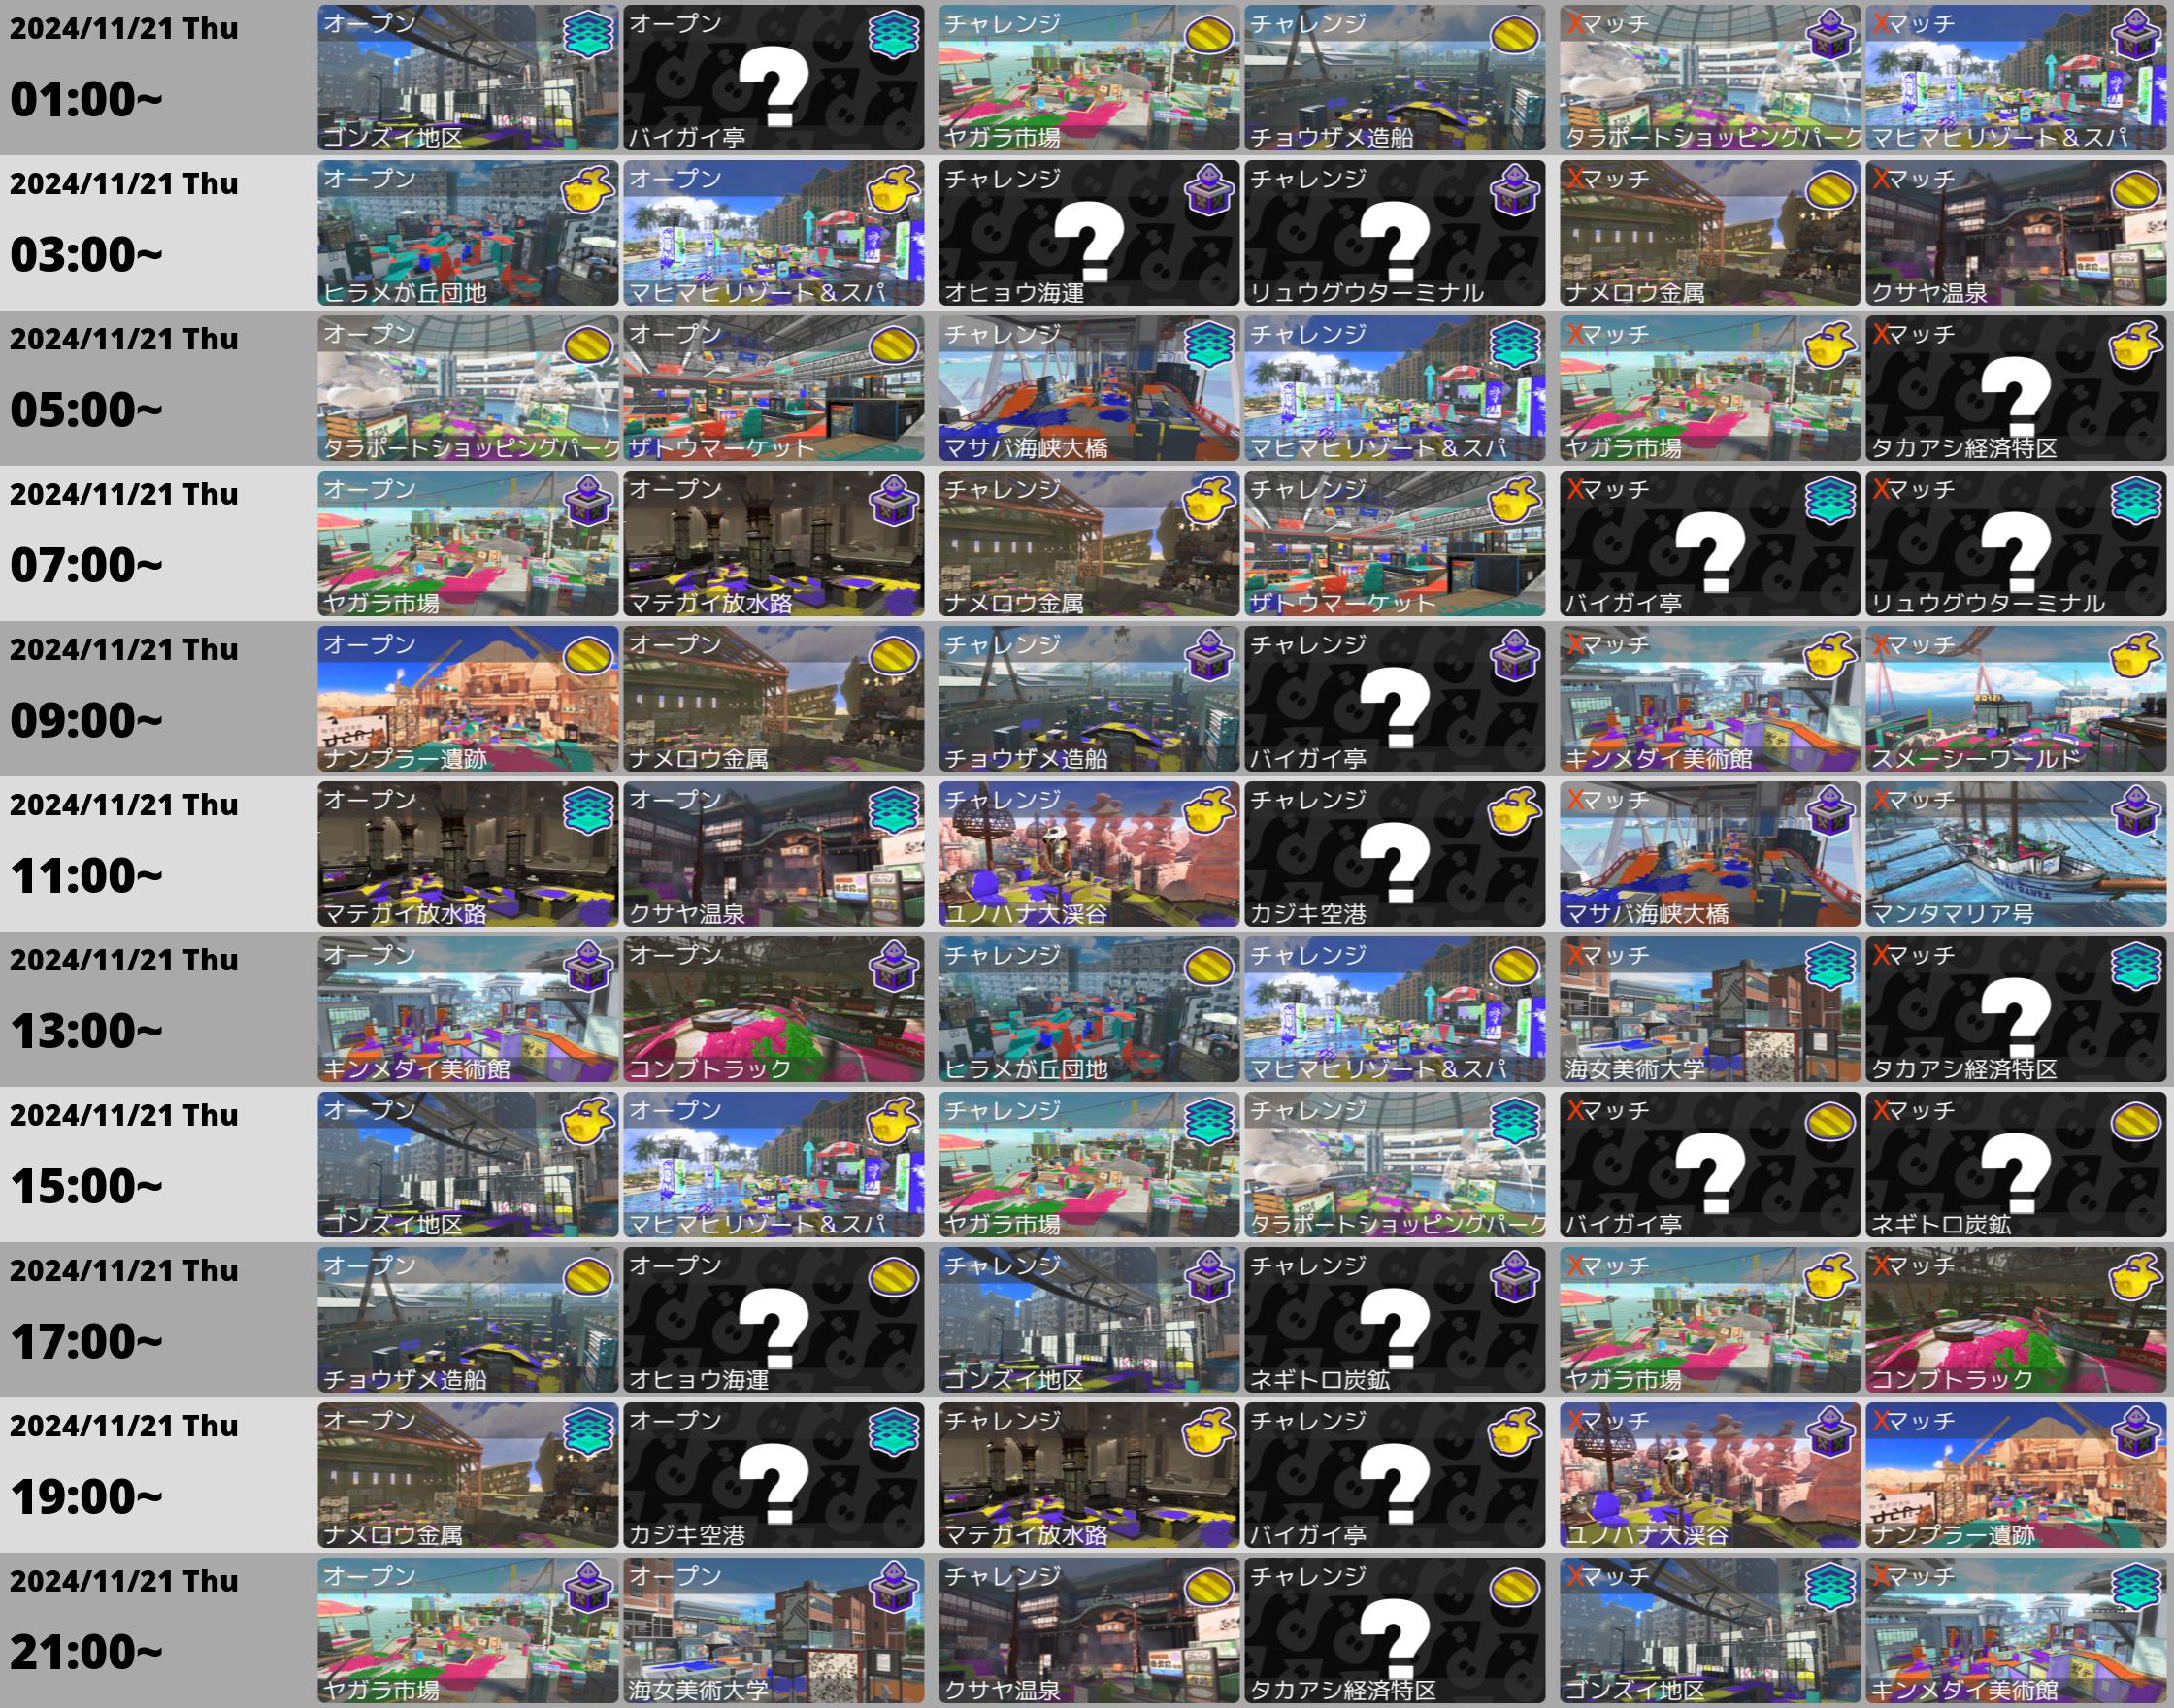 2024/11/21 Thu
01:00~
オープン
ゴンズイ地区
オープン
バイガイ亭
チャレンジ
ヤガラ市場
チャレンジ
チョウザメ造船
Xマッチ
タラポートショッピングパーク
Xマッチ
マヒマヒリゾート&スパ
2024/11/21 Thu
03:00~
オープン
ヒラメが丘団地
オープン
マヒマヒリゾート&スパ
チャレンジ
オヒョウ海運
チャレンジ
リュウグウターミナル
Xマッチ
ナメロウ金属
Xマッチ
クサヤ温泉
2024/11/21 Thu
05:00~
オープン
タラポートショッピングパーク
オープン
ザトウマーケット
チャレンジ
マサバ海峡大橋
チャレンジ
マヒマヒリゾート&スパ
Xマッチ
ヤガラ市場
Xマッチ
タカアシ経済特区
2024/11/21 Thu
07:00~
オープン
ヤガラ市場
オープン
マテガイ放水路
チャレンジ
ナメロウ金属
チャレンジ
ザトウマーケット
Xマッチ
バイガイ亭
Xマッチ
リュウグウターミナル
2024/11/21 Thu
09:00~
オープン
ナンプラー遺跡
オープン
ナメロウ金属
チャレンジ
チョウザメ造船
チャレンジ
バイガイ亭
Xマッチ
キンメダイ美術館
Xマッチ
スメーシーワールド
2024/11/21 Thu
11:00~
オープン
マテガイ放水路
オープン
クサヤ温泉
チャレンジ
ユノハナ大渓谷
チャレンジ
カジキ空港
Xマッチ
マサバ海峡大橋
Xマッチ
マンタマリア号
2024/11/21 Thu
13:00~
オープン
キンメダイ美術館
オープン
コンブトラック
チャレンジ
ヒラメが丘団地
チャレンジ
マヒマヒリゾート&スパ
Xマッチ
海女美術大学
Xマッチ
タカアシ経済特区
2024/11/21 Thu
15:00~
オープン
ゴンズイ地区
オープン
マヒマヒリゾート&スパ
チャレンジ
ヤガラ市場
チャレンジ
タラポートショッピングパーク
Xマッチ
バイガイ亭
Xマッチ
ネギトロ炭鉱
2024/11/21 Thu
17:00~
オープン
チョウザメ造船
オープン
オヒョウ海運
チャレンジ
ゴンズイ地区
チャレンジ
ネギトロ炭鉱
Xマッチ
ヤガラ市場
Xマッチ
コンブトラック
2024/11/21 Thu
19:00~
オープン
ナメロウ金属
オープン
カジキ空港
チャレンジ
マテガイ放水路
チャレンジ
バイガイ亭
Xマッチ
ユノハナ大渓谷
Xマッチ
ナンプラー遺跡
2024/11/21 Thu
21:00~
オープン
ヤガラ市場
オープン
海女美術大学
チャレンジ
クサヤ温泉
チャレンジ
タカアシ経済特区
Xマッチ
ゴンズイ地区
Xマッチ
キンメダイ美術館